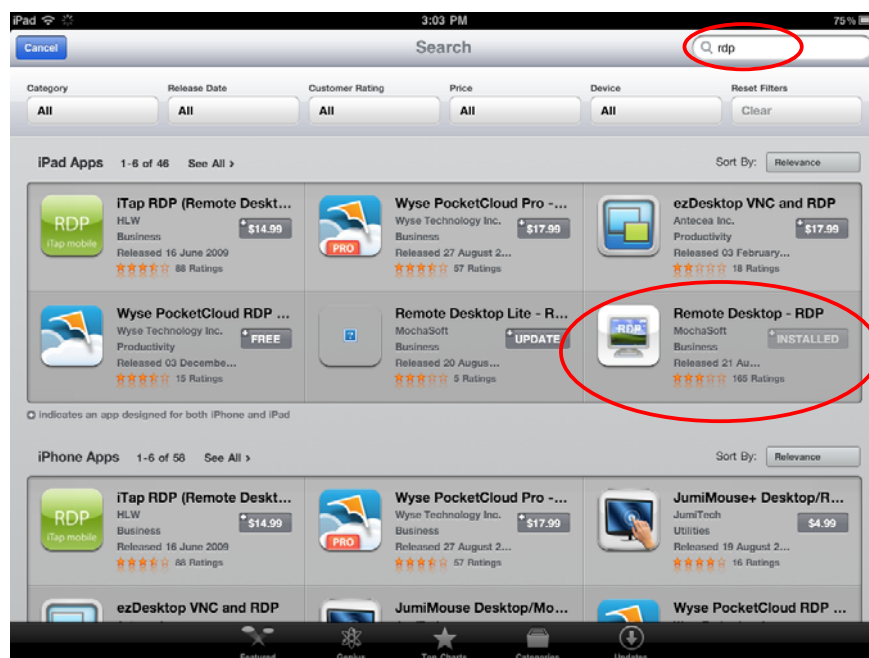 iPad 3:03 PM 75%
Cancel Search rdp
Category Release Date Customer Rating Price Device Reset Filters
All All All All All Clear
iPad Apps 1-6 of 46 See All › Sort By: Relevance
RDP
iTap mobile
iTap RDP (Remote Deskt...
HLW
Business
$14.99
Released 16 June 2009
88 Ratings
PRO
Wyse PocketCloud Pro -...
Wyse Technology Inc.
Business
$17.99
Released 27 August 2...
57 Ratings
ezDesktop VNC and RDP
Antecea Inc.
Productivity
$17.99
Released 03 February...
18 Ratings
Wyse PocketCloud RDP ...
Wyse Technology Inc.
Productivity
FREE
Released 03 Decembe...
15 Ratings
Remote Desktop Lite - R...
MochaSoft
Business
UPDATE
Released 20 Augus...
5 Ratings
RDP
Remote Desktop - RDP
MochaSoft
Business
INSTALLED
Released 21 Au...
165 Ratings
indicates an app designed for both iPhone and iPad
iPhone Apps 1-6 of 58 See All › Sort By: Relevance
RDP
iTap mobile
iTap RDP (Remote Deskt...
HLW
Business
$14.99
Released 16 June 2009
88 Ratings
PRO
Wyse PocketCloud Pro -...
Wyse Technology Inc.
Business
$17.99
Released 27 August 2...
57 Ratings
JumiMouse+ Desktop/R...
JumiTech
Utilities
$4.99
Released 19 August 2...
16 Ratings
ezDesktop VNC and RDP
JumiMouse Desktop/Mo...
Wyse PocketCloud RDP ...
Featured Genius Top Charts Categories Updates